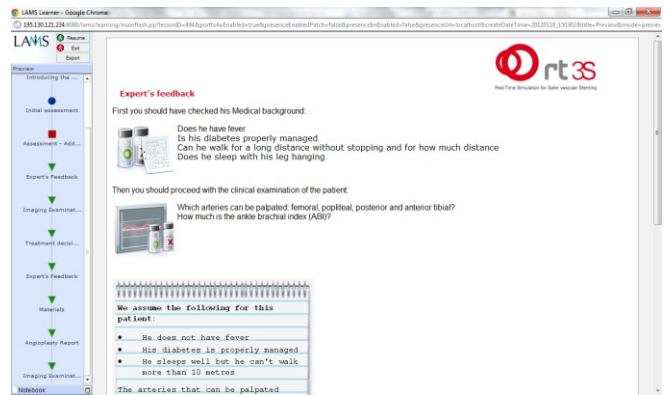 LAMS Learner - Google Chrome
195.130.121.234:8080/lams/learning/mainflash.jsp?lessonID=494&portfolioEnabled=true&presenceEnabledPatch=false&presenceImEnabled=false&presenceUrl=localhost&createDateTime=20120118_150302&title=Preview&mode=preview
LAMS
Resume
Exit
Export
Preview
Introducing the ...
Initial assessment
Assessment - Add...
Expert's Feedback
Imaging Examinat...
Treatment decisi...
Expert's Feedback
Materials
Angioplasty Report
Imaging Examinat...
Notebook
rt3S
RealTime Simulation for Safer vascular Stenting
Expert's feedback
First you should have checked his Medical background:
Does he have fever
Is his diabetes properly managed
Can he walk for a long distance without stopping and for how much distance
Does he sleep with his leg hanging
Then you should proceed with the clinical examination of the patient:
Which arteries can be palpated: femoral, popliteal, posterior and anterior tibial?
How much is the ankle brachial index (ABI)?
We assume the following for this
patient:
• He does not have fever
• His diabetes is properly managed
• He sleeps well but he can't walk
more than 10 metres
The arteries that can be palpated